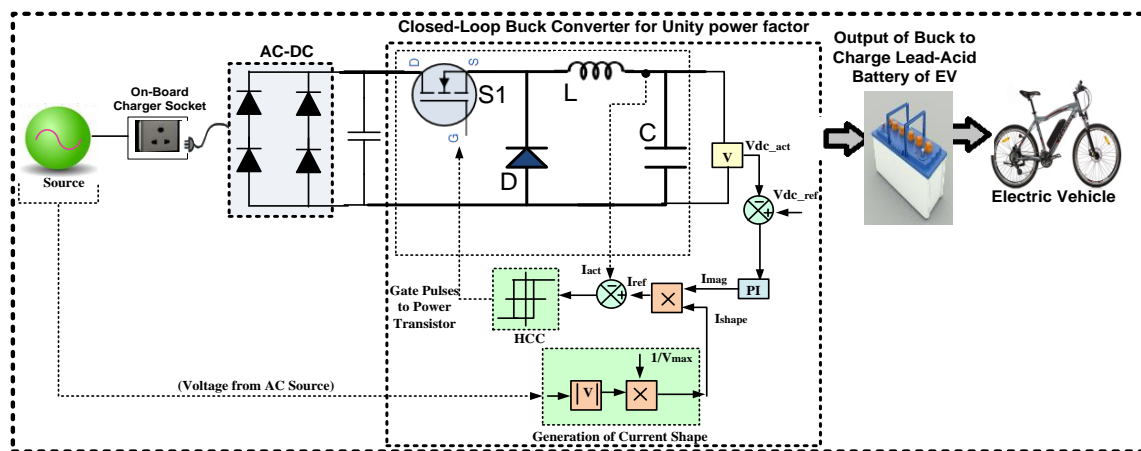 Closed-Loop Buck Converter for Unity power factor
AC-DC
On-Board
Charger Socket
Source
D
S
S1
G
L
C
D
V
Vdc_act
Vdc_ref
Output of Buck to
Charge Lead-Acid
Battery of EV
Electric Vehicle
Iact
Iref
Imag
PI
Ishape
Gate Pulses
to Power
Transistor
HCC
1/Vmax
(Voltage from AC Source)
|V|
Generation of Current Shape